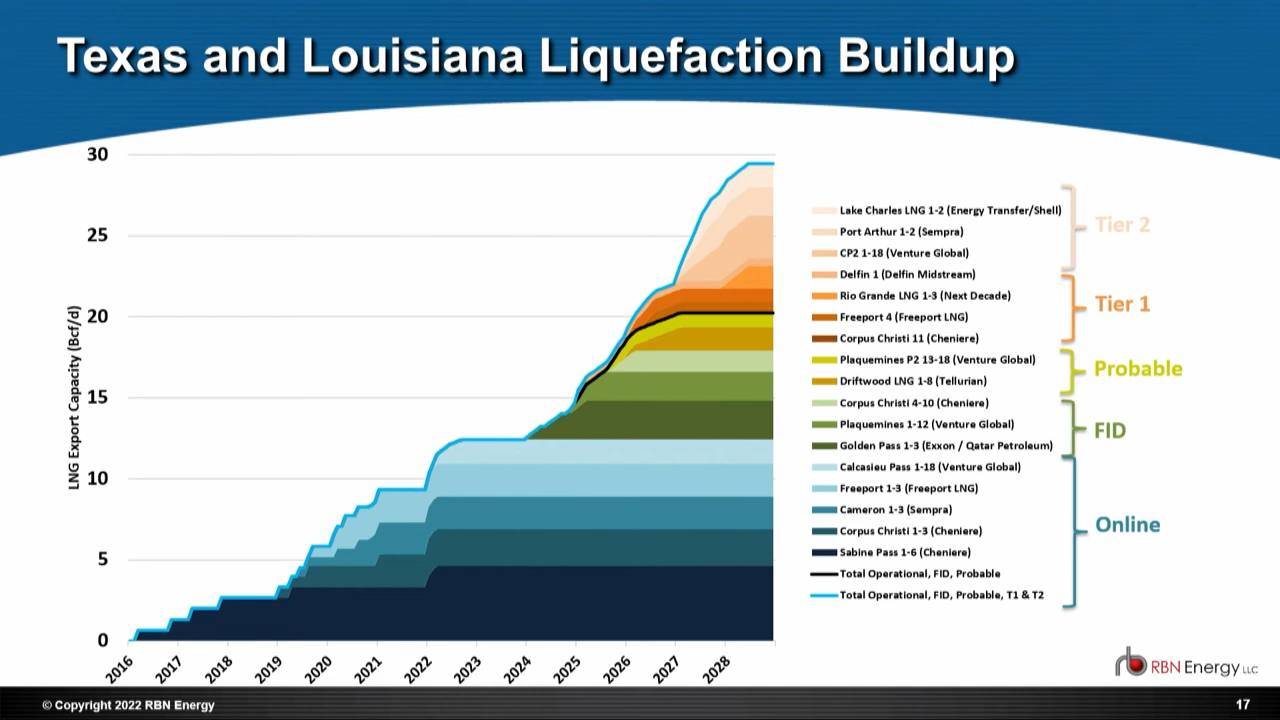 Texas and Louisiana Liquefaction Buildup
LNG Export Capacity (Bcf/d)
30
25
20
15
10
5
0
2016
2017
2018
2019
2020
2021
2022
2023
2024
2025
2026
2027
2028
Lake Charles LNG 1-2 (Energy Transfer/Shell)
Port Arthur 1-2 (Sempra)
CP2 1-18 (Venture Global)
Delfin 1 (Delfin Midstream)
Rio Grande LNG 1-3 (Next Decade)
Freeport 4 (Freeport LNG)
Corpus Christi 11 (Cheniere)
Plaquemines P2 13-18 (Venture Global)
Driftwood LNG 1-8 (Tellurian)
Corpus Christi 4-10 (Cheniere)
Plaquemines 1-12 (Venture Global)
Golden Pass 1-3 (Exxon / Qatar Petroleum)
Calcasieu Pass 1-18 (Venture Global)
Freeport 1-3 (Freeport LNG)
Cameron 1-3 (Sempra)
Corpus Christi 1-3 (Cheniere)
Sabine Pass 1-6 (Cheniere)
Total Operational, FID, Probable
Total Operational, FID, Probable, T1 & T2
Tier 2
Tier 1
Probable
FID
Online
rb RBN Energy LLC
© Copyright 2022 RBN Energy
17